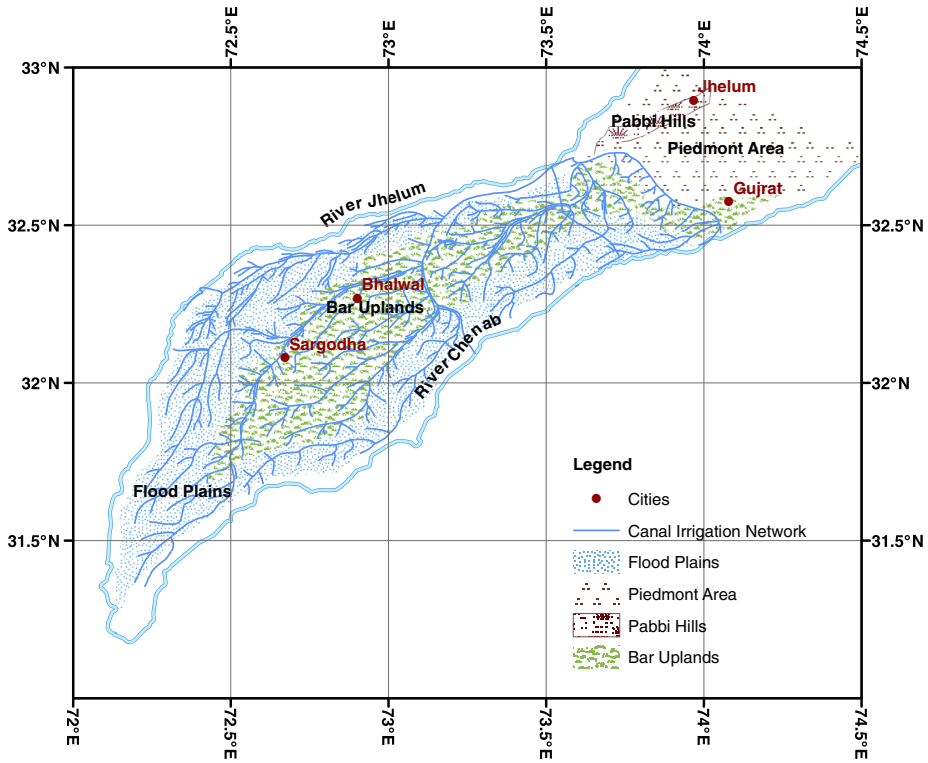 72.5°E
73°E
73.5°E
74°E
74.5°E
33°N
Jhelum
Pabbi Hills
Piedmont Area
Gujrat
River Jhelum
32.5°N
32.5°N
Bhalwal
Bar Uplands
River Chenab
Sargodha
32°N
32°N
Flood Plains
31.5°N
31.5°N
Legend
Cities
Canal Irrigation Network
Flood Plains
Piedmont Area
Pabbi Hills
Bar Uplands
72°E
72.5°E
73°E
73.5°E
74°E
74.5°E